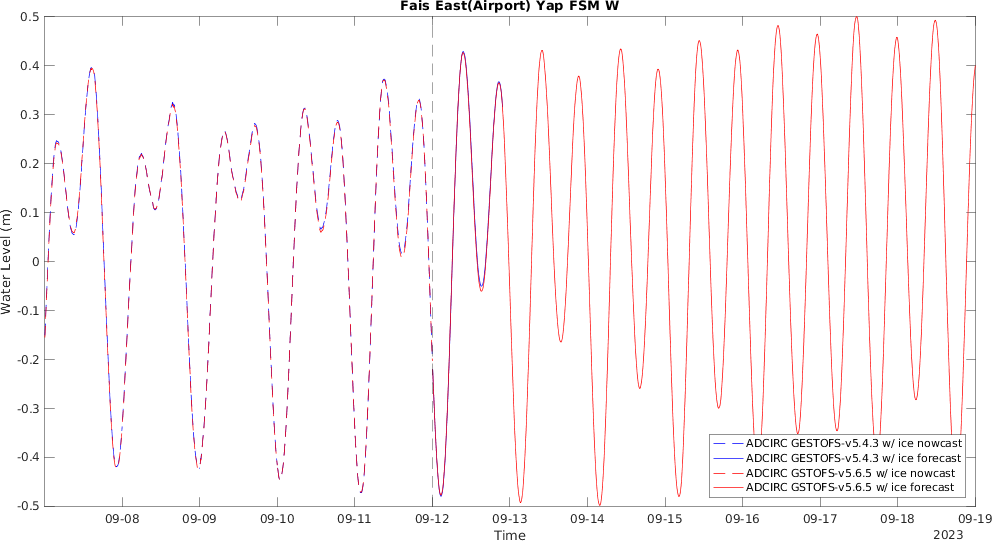 Fais East(Airport) Yap FSM W
0.5
0.4
0.3
0.2
0.1
0
-0.1
-0.2
-0.3
-0.4
-0.5
Water Level (m)
ADCIRC GESTOFS-v5.4.3 w/ ice nowcast
ADCIRC GESTOFS-v5.4.3 w/ ice forecast
ADCIRC GSTOFS-v5.6.5 w/ ice nowcast
ADCIRC GSTOFS-v5.6.5 w/ ice forecast
09-08 09-09 09-10 09-11 09-12 09-13 09-14 09-15 09-16 09-17 09-18 09-19
Time
2023